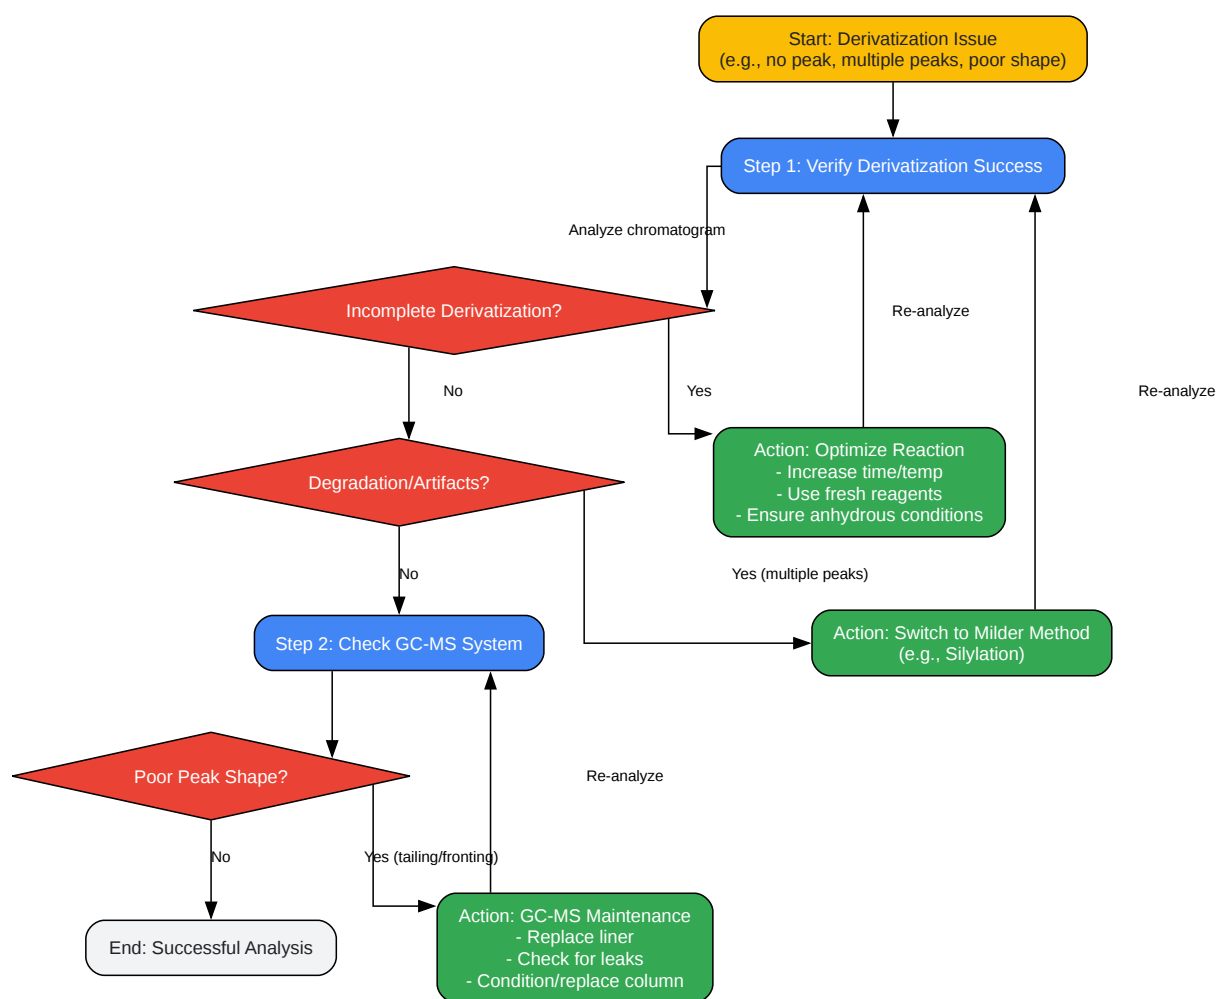 Start: Derivatization Issue
(e.g., no peak, multiple peaks, poor shape)
Step 1: Verify Derivatization Success
Analyze chromatogram
Incomplete Derivatization?
Re-analyze
No
Yes
Re-analyze
Action: Optimize Reaction
- Increase time/temp
- Use fresh reagents
- Ensure anhydrous conditions
Degradation/Artifacts?
No
Yes (multiple peaks)
Step 2: Check GC-MS System
Action: Switch to Milder Method
(e.g., Silylation)
Poor Peak Shape?
Re-analyze
No
Yes (tailing/fronting)
Action: GC-MS Maintenance
- Replace liner
- Check for leaks
- Condition/replace column
End: Successful Analysis